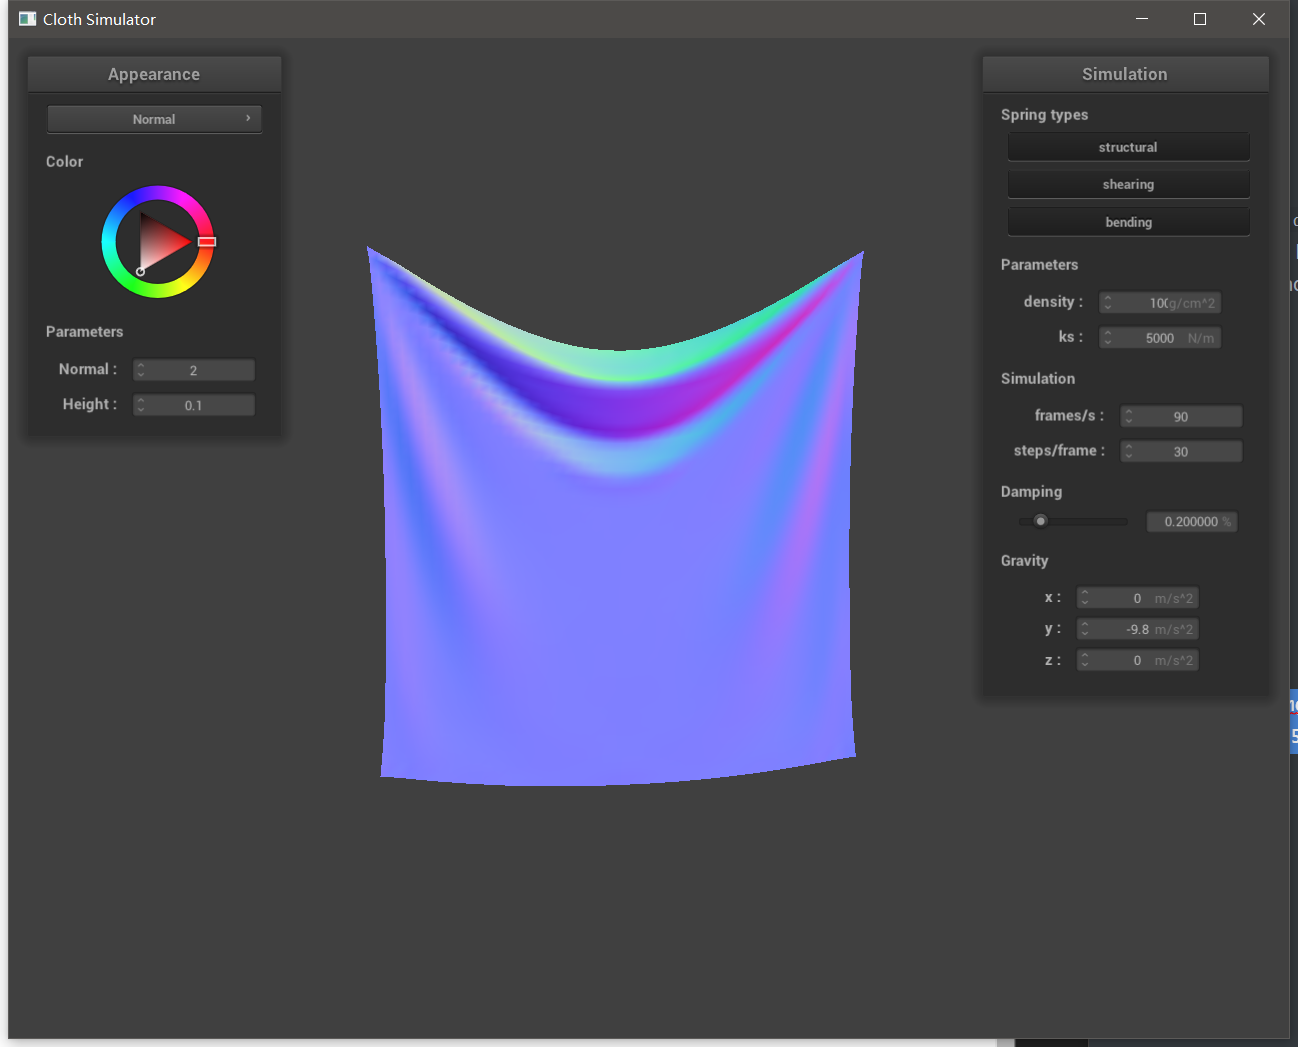 Cloth Simulator
Appearance
Normal
Color
Parameters
Normal : 2
Height : 0.1
Simulation
Spring types
structural
shearing
bending
Parameters
density : g/cm^2
ks : 5000 N/m
Simulation
frames/s : 90
steps/frame : 30
Damping
0.200000 %
Gravity
x : 0 m/s^2
y : -9.8 m/s^2
z : 0 m/s^2